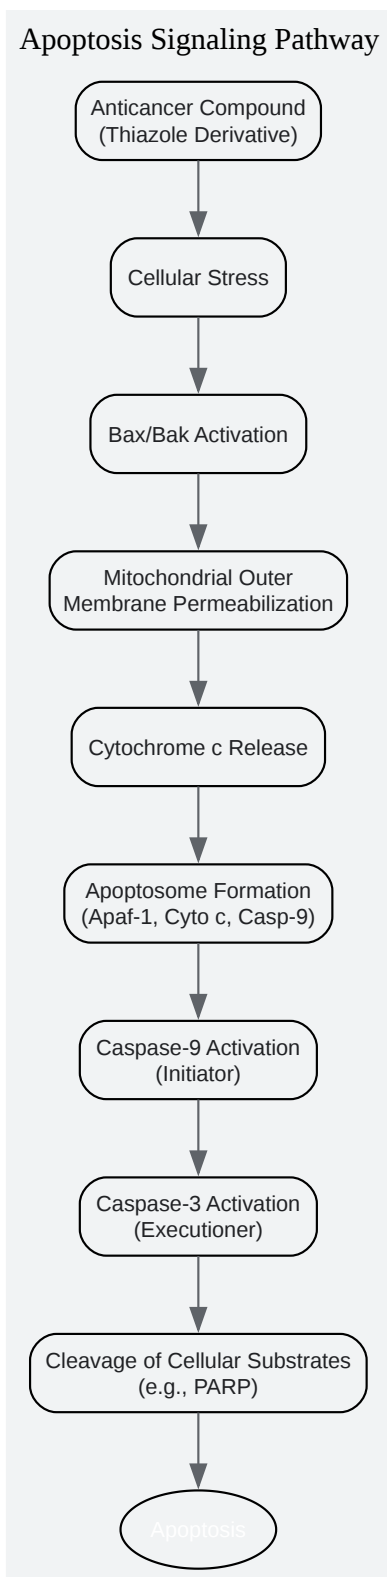 Apoptosis Signaling Pathway
Anticancer Compound
(Thiazole Derivative)
Cellular Stress
Bax/Bak Activation
Mitochondrial Outer
Membrane Permeabilization
Cytochrome c Release
Apoptosome Formation
(Apaf-1, Cyto c, Casp-9)
Caspase-9 Activation
(Initiator)
Caspase-3 Activation
(Executioner)
Cleavage of Cellular Substrates
(e.g., PARP)
Apoptosis